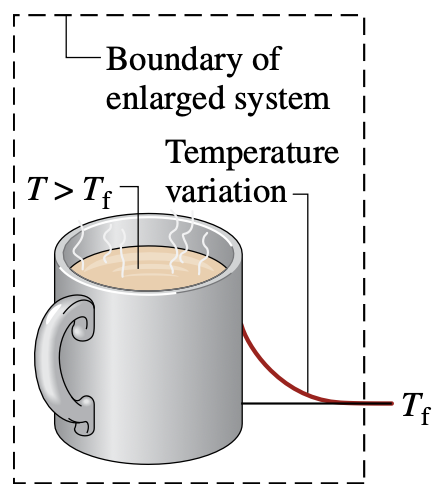 Boundary of
enlarged system
Temperature
variation
T > Tf
Tf